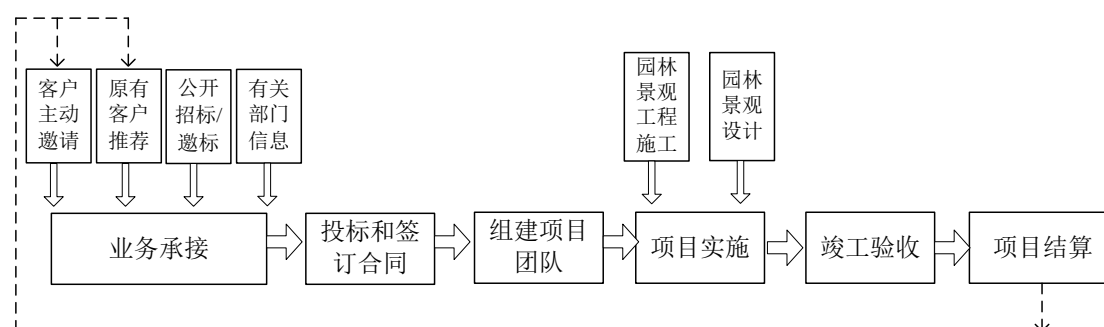 客户
主动
邀请
原有
客户
推荐
公开
招标/
邀标
有关
部门
信息
园林
景观
工程
施工
园林
景观
设计
业务承接
投标和签
订合同
组建项目
团队
项目实施
竣工验收
项目结算